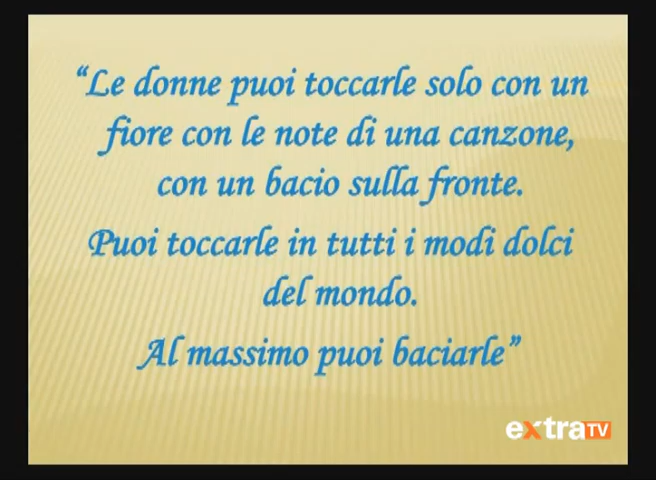 “Le donne puoi toccarle solo con un
fiore con le note di una canzone,
con un bacio sulla fronte.
Puoi toccarle in tutti i modi dolci
del mondo.
Al massimo puoi baciarle”
extraTV